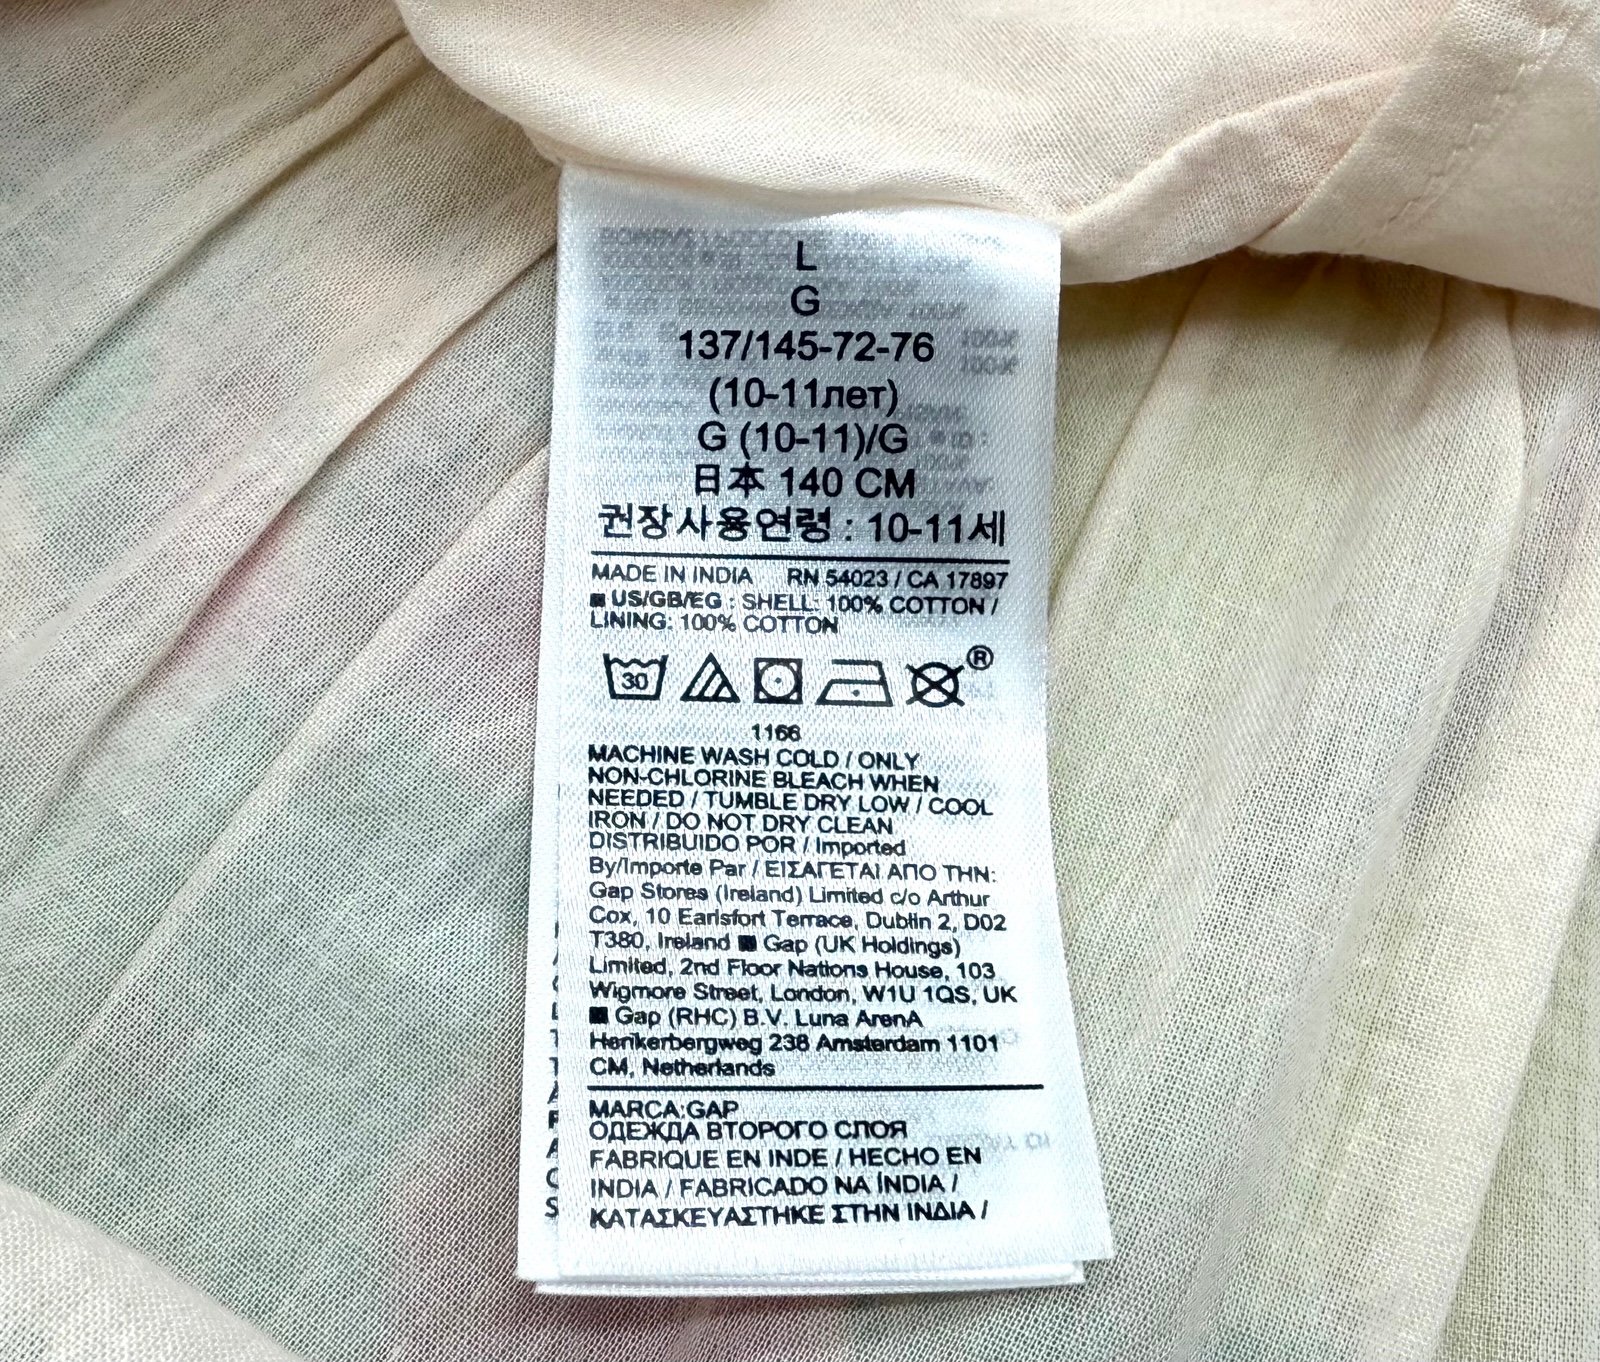 L
G
137/145-72-76
(10-11лет)
G (10-11)/G
日本 140 CM
권장사용연령 : 10-11세
MADE IN INDIA RN 54023 / CA 17897
■ US/GB/EG : SHELL: 100% COTTON /
LINING: 100% COTTON
30 ®
1166
MACHINE WASH COLD / ONLY
NON-CHLORINE BLEACH WHEN
NEEDED / TUMBLE DRY LOW / COOL
IRON / DO NOT DRY CLEAN
DISTRIBUIDO POR / Imported
By/Importe Par / ΕΙΣΑΓΕΤΑΙ ΑΠΟ ΤΗΝ:
Gap Stores (Ireland) Limited c/o Arthur
Cox, 10 Earlsfort Terrace, Dublin 2, D02
T380, Ireland ■ Gap (UK Holdings)
Limited, 2nd Floor Nations House, 103
Wigmore Street, London, W1U 1QS, UK
■ Gap (RHC) B.V. Luna ArenA
Herikerbergweg 238 Amsterdam 1101
CM, Netherlands
MARCA:GAP
ОДЕЖДА ВТОРОГО СЛОЯ
FABRIQUE EN INDE / HECHO EN
INDIA / FABRICADO NA ÍNDIA /
ΚΑΤΑΣΚΕΥΑΣΤΗΚΕ ΣΤΗΝ ΙΝΔΙΑ /